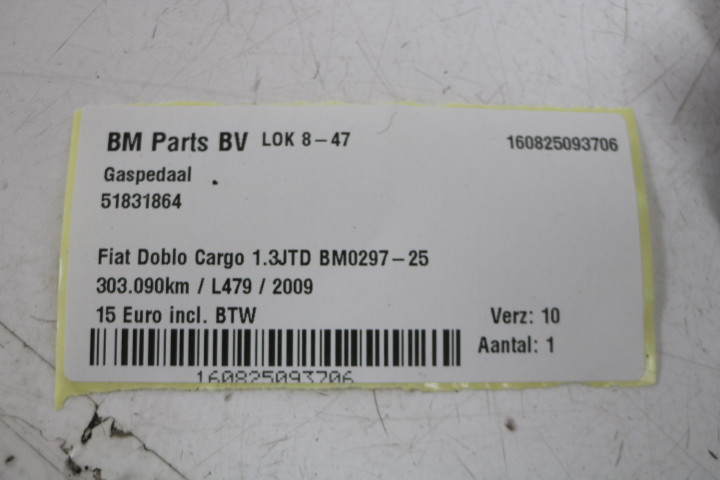 BM Parts BV LOK 8-47 160825093706
Gaspedaal
51831864
Fiat Doblo Cargo 1.3JTD BM0297-25
303.090km / L479 / 2009
15 Euro incl. BTW Verz: 10
Aantal: 1
160825093706